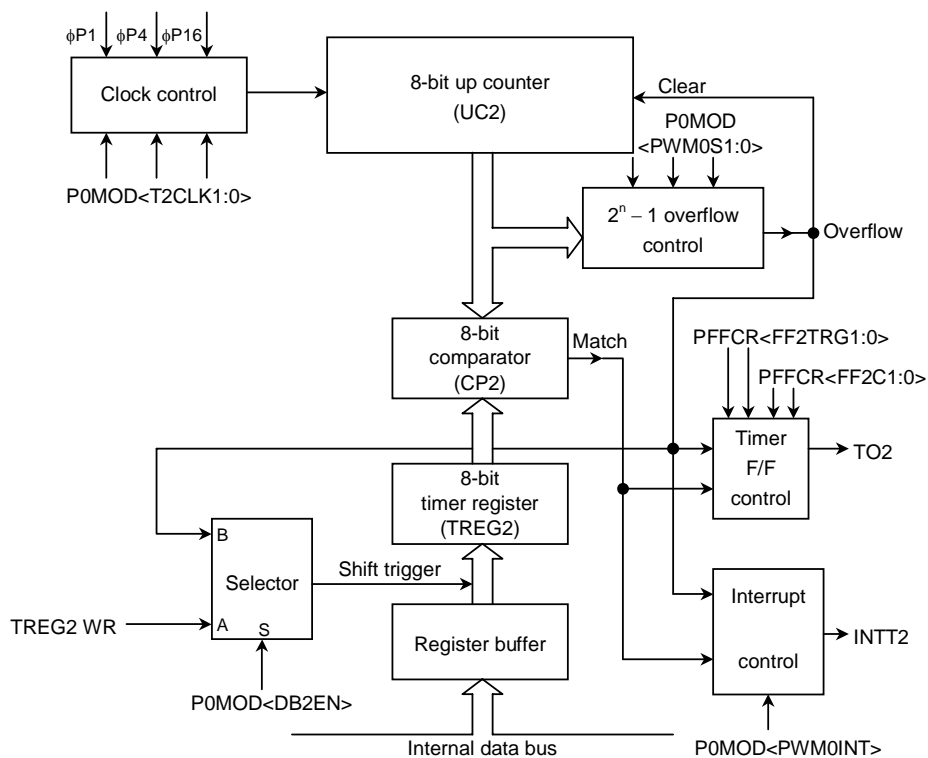 ϕP1 ϕP4 ϕP16
Clock control
P0MOD<T2CLK1:0>
8-bit up counter
(UC2)
Clear
P0MOD
<PWM0S1:0>
2ⁿ – 1 overflow
control
Overflow
8-bit
comparator
(CP2)
Match
PFFCR<FF2TRG1:0>
PFFCR<FF2C1:0>
Timer
F/F
control
TO2
8-bit
timer register
(TREG2)
B
Selector
A
S
Shift trigger
TREG2 WR
P0MOD<DB2EN>
Register buffer
Interrupt
control
INTT2
P0MOD<PWM0INT>
Internal data bus